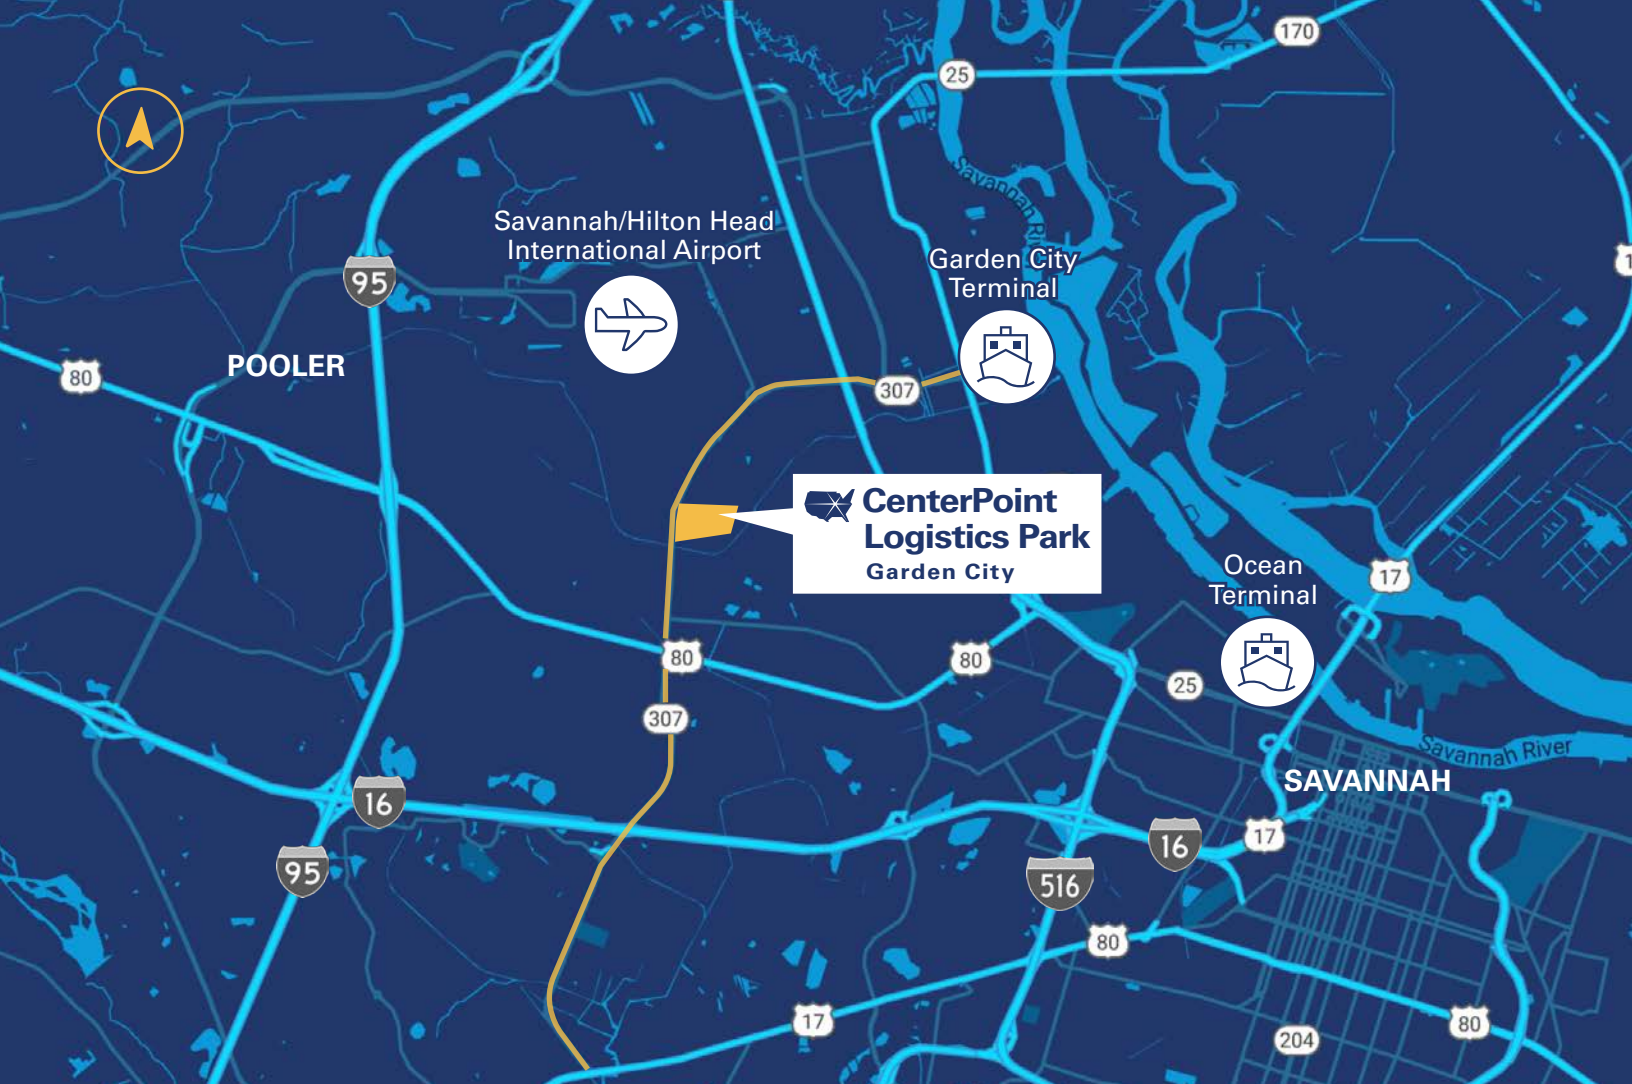 170
25
Savannah River
Savannah/Hilton Head
International Airport
Garden City
Terminal
95
POOLER
80
307
CenterPoint
Logistics Park
Garden City
Ocean
Terminal
17
80
80
25
307
Savannah River
SAVANNAH
16
17
16
95
516
80
17
80
204